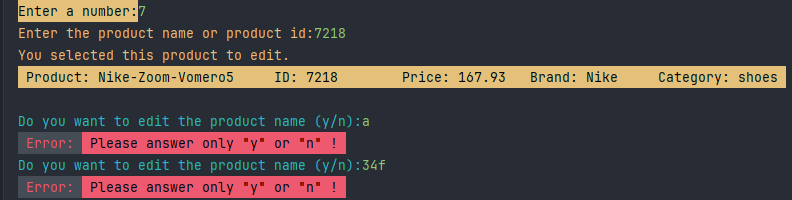 Enter a number:7
Enter the product name or product id:7218
You selected this product to edit.
Product: Nike-Zoom-Vomero5 ID: 7218 Price: 167.93 Brand: Nike Category: shoes
Do you want to edit the product name (y/n):a
Error: Please answer only "y" or "n" !
Do you want to edit the product name (y/n):34f
Error: Please answer only "y" or "n" !